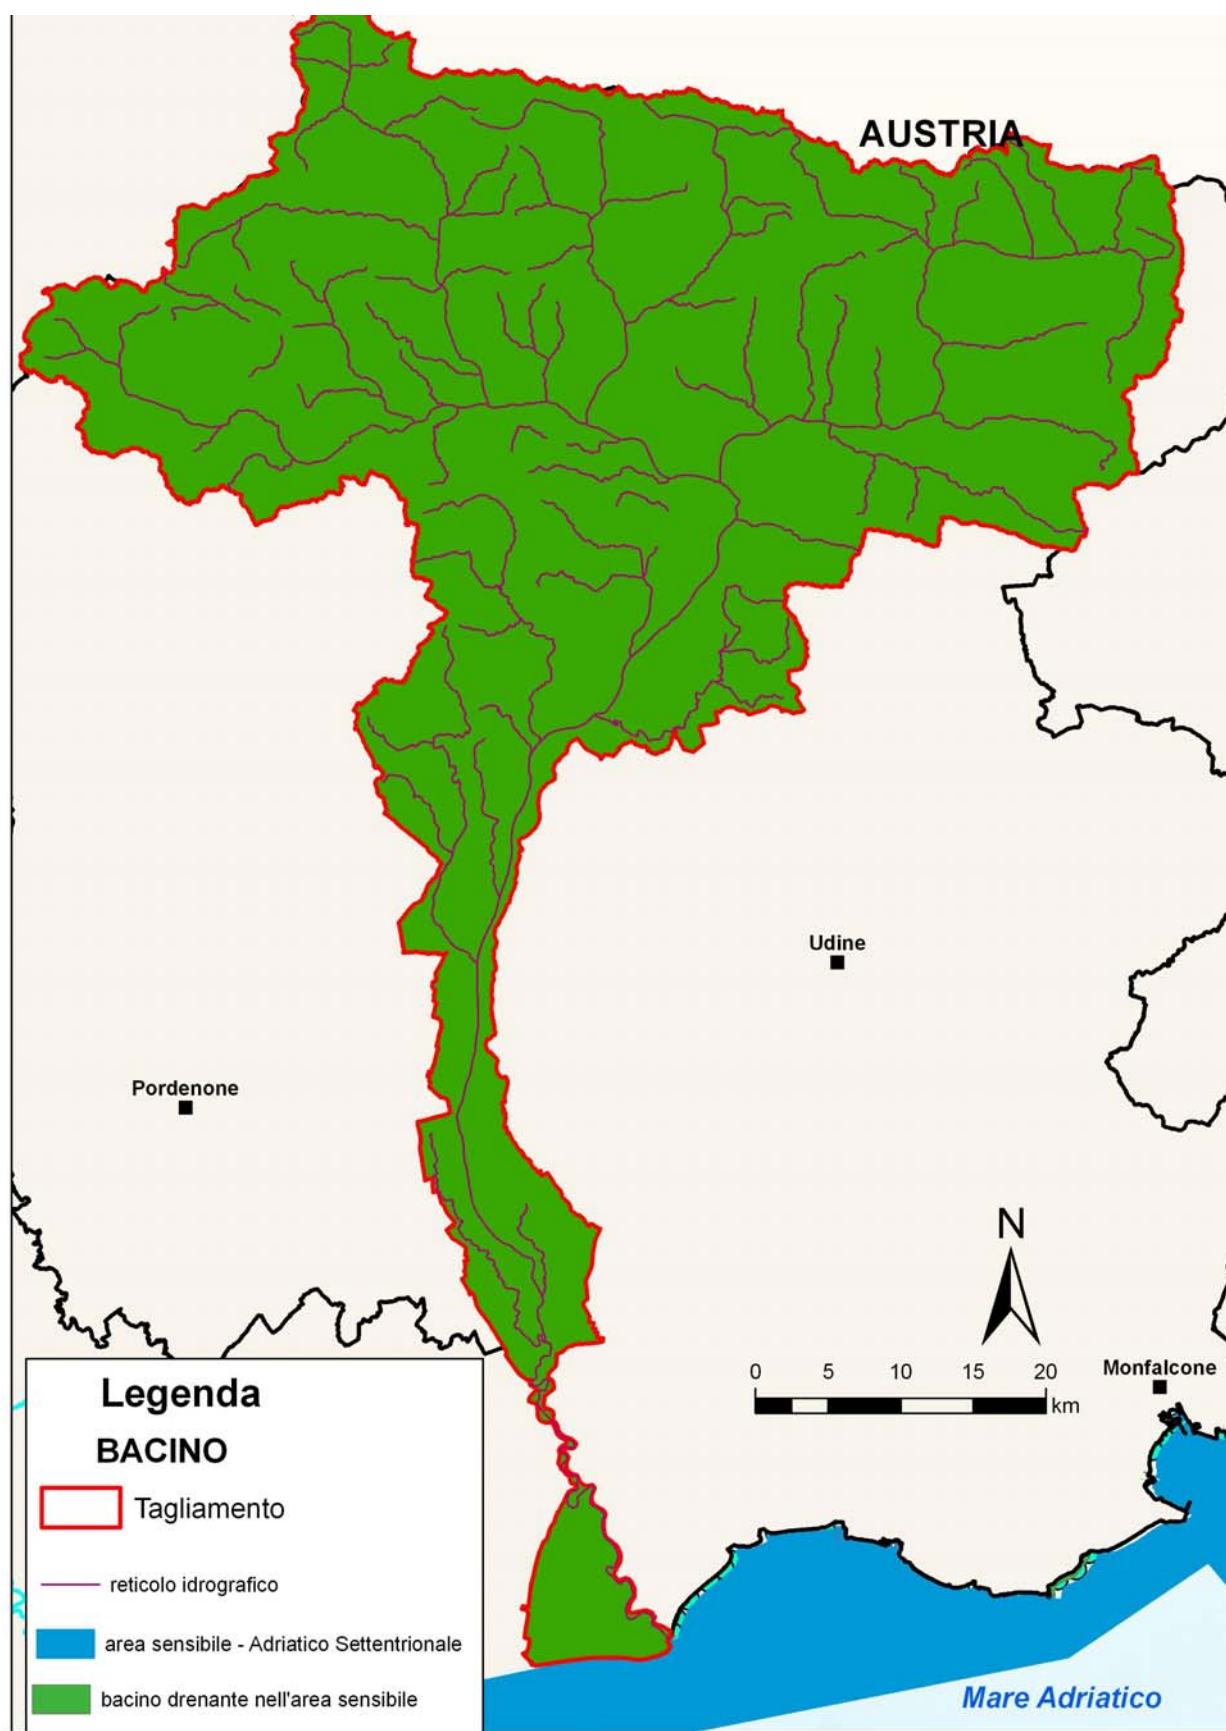 AUSTRIA
Udine
Pordenone
N
0 5 10 15 20
km
Monfalcone
Legenda
BACINO
Tagliamento
reticolo idrografico
area sensibile - Adriatico Settentrionale
bacino drenante nell'area sensibile
Mare Adriatico